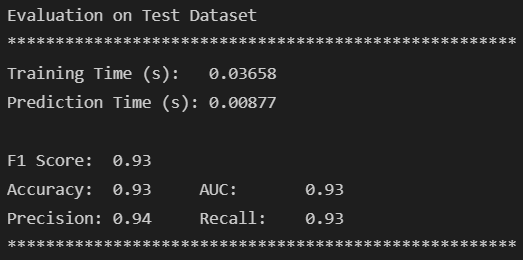 Evaluation on Test Dataset
*****************************************************
Training Time (s):   0.03658
Prediction Time (s): 0.00877

F1 Score:  0.93
Accuracy:  0.93     AUC:       0.93
Precision: 0.94     Recall:    0.93
*****************************************************